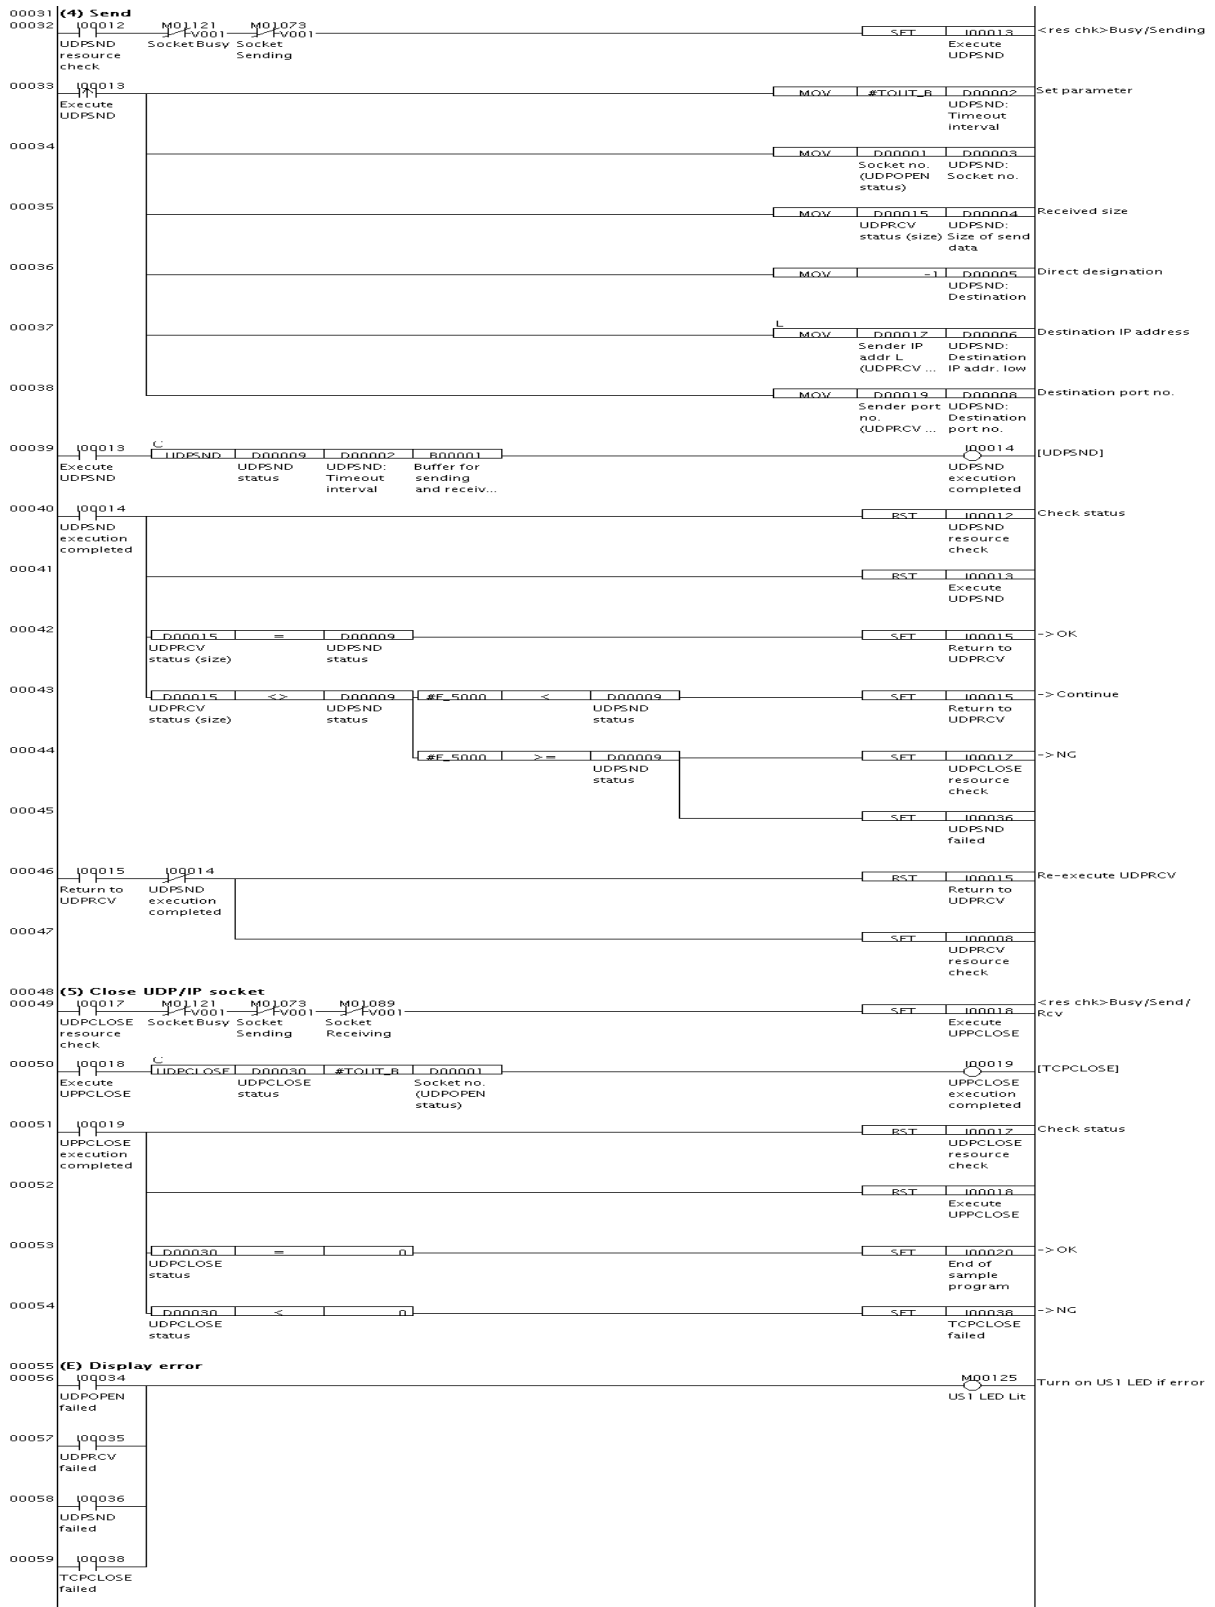 00031 (4) Send
00032 I00012 M01121 M01073
V001 V001 SET I00013 <res chk>Busy/Sending
UDPSND Socket Busy Socket Execute
resource Sending UDPSND
check
00033 I00013 MOV #TOUT_B D00002 Set parameter
Execute UDPSND:
UDPSND Timeout
interval
00034 MOV D00001 D00003
Socket no. UDPSND:
(UDPOPEN Socket no.
status)
00035 MOV D00015 D00004 Received size
UDPRCV UDPSND:
status (size) Size of send
data
00036 MOV -1 D00005 Direct designation
UDPSND:
Destination
00037 L
MOV D00017 D00006 Destination IP address
Sender IP UDPSND:
addr L Destination
(UDPRCV ... IP addr. low
00038 MOV D00019 D00008 Destination port no.
Sender port UDPSND:
no. Destination
(UDPRCV ... port no.
00039 I00013 C I00014
UDPSND D00009 D00002 B00001 [UDPSND]
Execute UDPSND UDPSND: Buffer for UDPSND
UDPSND status Timeout sending execution
interval and receiv... completed
00040 I00014 RST I00012 Check status
UDPSND UDPSND
execution resource
completed check
00041 RST I00013
Execute
UDPSND
00042 D00015 = D00009 SET I00015 ->OK
UDPRCV UDPSND Return to
status (size) status UDPRCV
00043 D00015 <> D00009 #E_5000 < D00009 SET I00015 ->Continue
UDPRCV UDPSND UDPSND Return to
status (size) status status UDPRCV
00044 #E_5000 >= D00009 SET I00017 ->NG
UDPSND UDPCLOSE
status resource
check
00045 SET I00036
UDPSND
failed
00046 I00015 I00014 RST I00015 Re-execute UDPRCV
Return to UDPSND Return to
UDPRCV execution UDPRCV
completed
00047 SET I00008
UDPRCV
resource
check
00048 (5) Close UDP/IP socket
00049 I00017 M01121 M01073 M01089 <res chk>Busy/Send/
V001 V001 V001 SET I00018 Rcv
UDPCLOSE Socket Busy Socket Socket Execute
resource Sending Receiving UPPCLOSE
check
00050 I00018 C I00019
UDPCLOSE D00030 #TOUT_B D00001 [TCPCLOSE]
Execute UDPCLOSE Socket no. UPPCLOSE
UPPCLOSE status (UDPOPEN execution
status) completed
00051 I00019 RST I00017 Check status
UPPCLOSE UDPCLOSE
execution resource
completed check
00052 RST I00018
Execute
UPPCLOSE
00053 D00030 = 0 SET I00020 ->OK
UDPCLOSE End of
status sample
program
00054 D00030 < 0 SET I00038 ->NG
UDPCLOSE TCPCLOSE
status failed
00055 (E) Display error
00056 I00034 M00125 Turn on US1 LED if error
UDPOPEN US1 LED Lit
failed
00057 I00035
UDPRCV
failed
00058 I00036
UDPSND
failed
00059 I00038
TCPCLOSE
failed